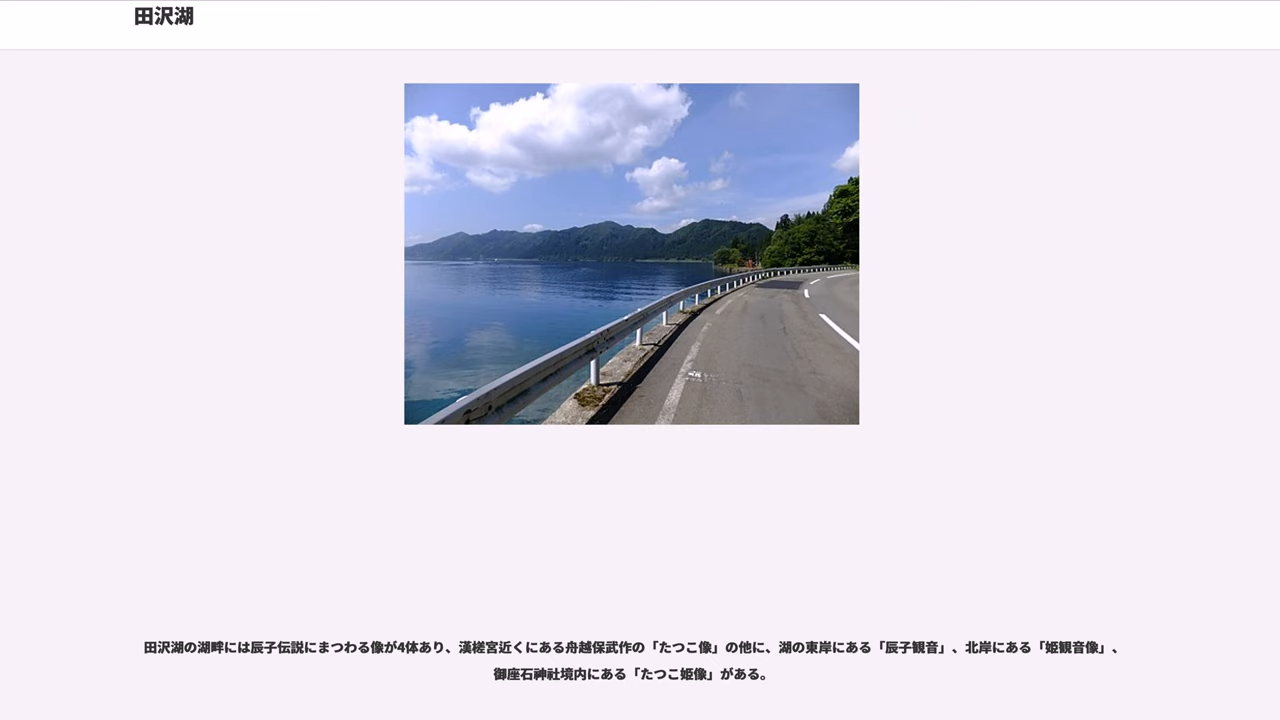 田沢湖
田沢湖の湖畔には辰子伝説にまつわる像が4体あり、漢槎宮近くにある舟越保武作の「たつこ像」の他に、湖の東岸にある「辰子観音」、北岸にある「姫観音像」、
御座石神社境内にある「たつこ姫像」がある。